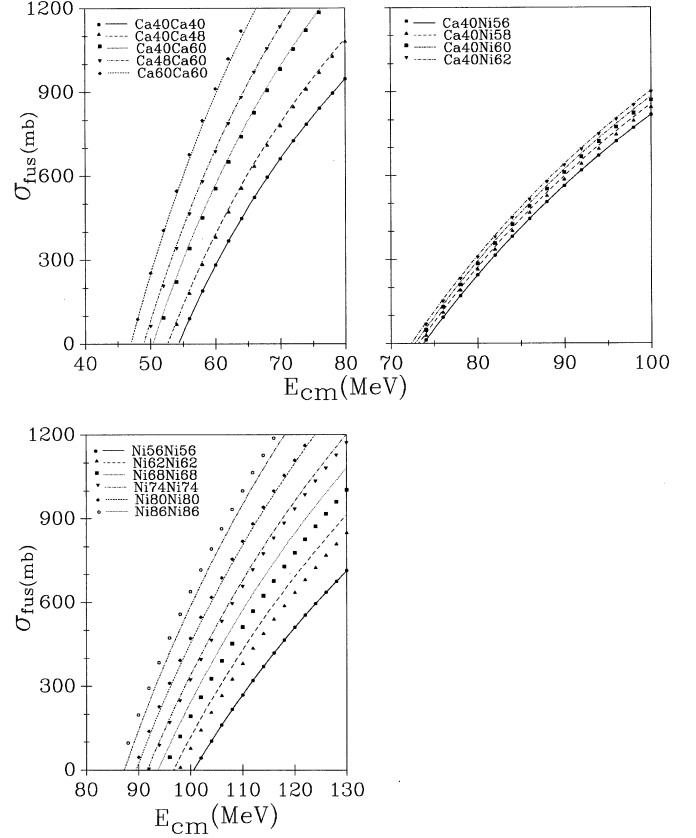 1200
900
600
300
0
σfus(mb)
Ca40Ca40
Ca40Ca48
Ca40Ca60
Ca48Ca60
Ca60Ca60
40 50 60 70 80
Ca40Ni56
Ca40Ni58
Ca40Ni60
Ca40Ni62
70 80 90 100
Ecm(MeV)
1200
900
600
300
0
σfus(mb)
Ni56Ni56
Ni62Ni62
Ni68Ni68
Ni74Ni74
Ni80Ni80
Ni86Ni86
80 90 100 110 120 130
Ecm(MeV)